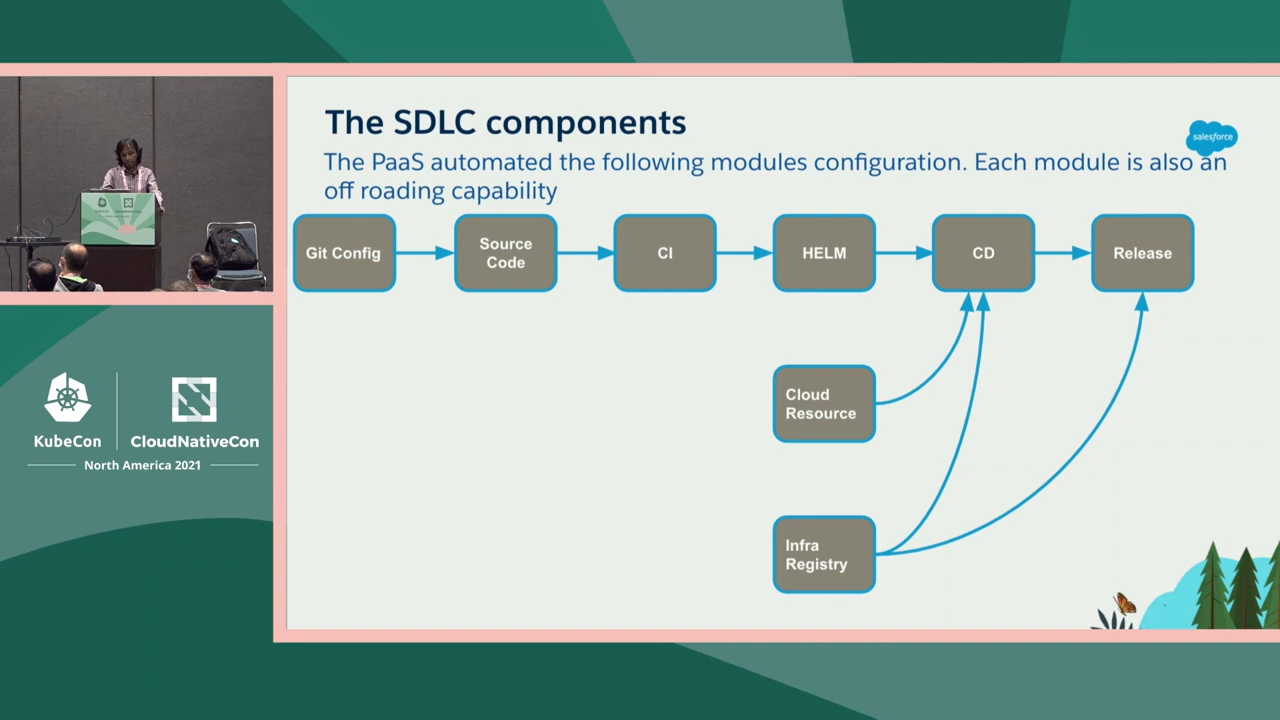 The SDLC components
salesforce
The PaaS automated the following modules configuration. Each module is also an
off roading capability
Git Config
Source
Code
CI
HELM
CD
Release
Cloud
Resource
Infra
Registry
KubeCon
CloudNativeCon
North America 2021